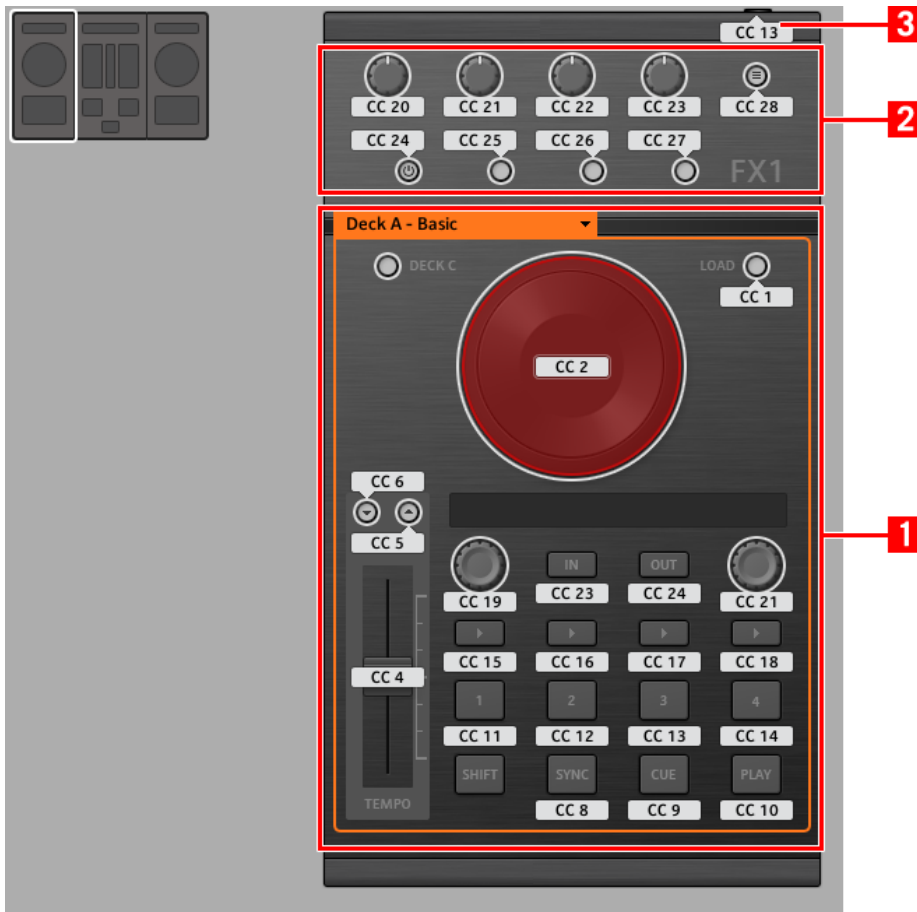 CC 13
3
CC 20 CC 21 CC 22 CC 23 CC 28
2
CC 24 CC 25 CC 26 CC 27
FX1
Deck A - Basic
DECK C
LOAD
CC 1
CC 2
CC 6
CC 5
1
IN OUT
CC 19 CC 23 CC 24 CC 21
CC 15 CC 16 CC 17 CC 18
CC 4
1 2 3 4
CC 11 CC 12 CC 13 CC 14
SHIFT SYNC CUE PLAY
TEMPO
CC 8 CC 9 CC 10